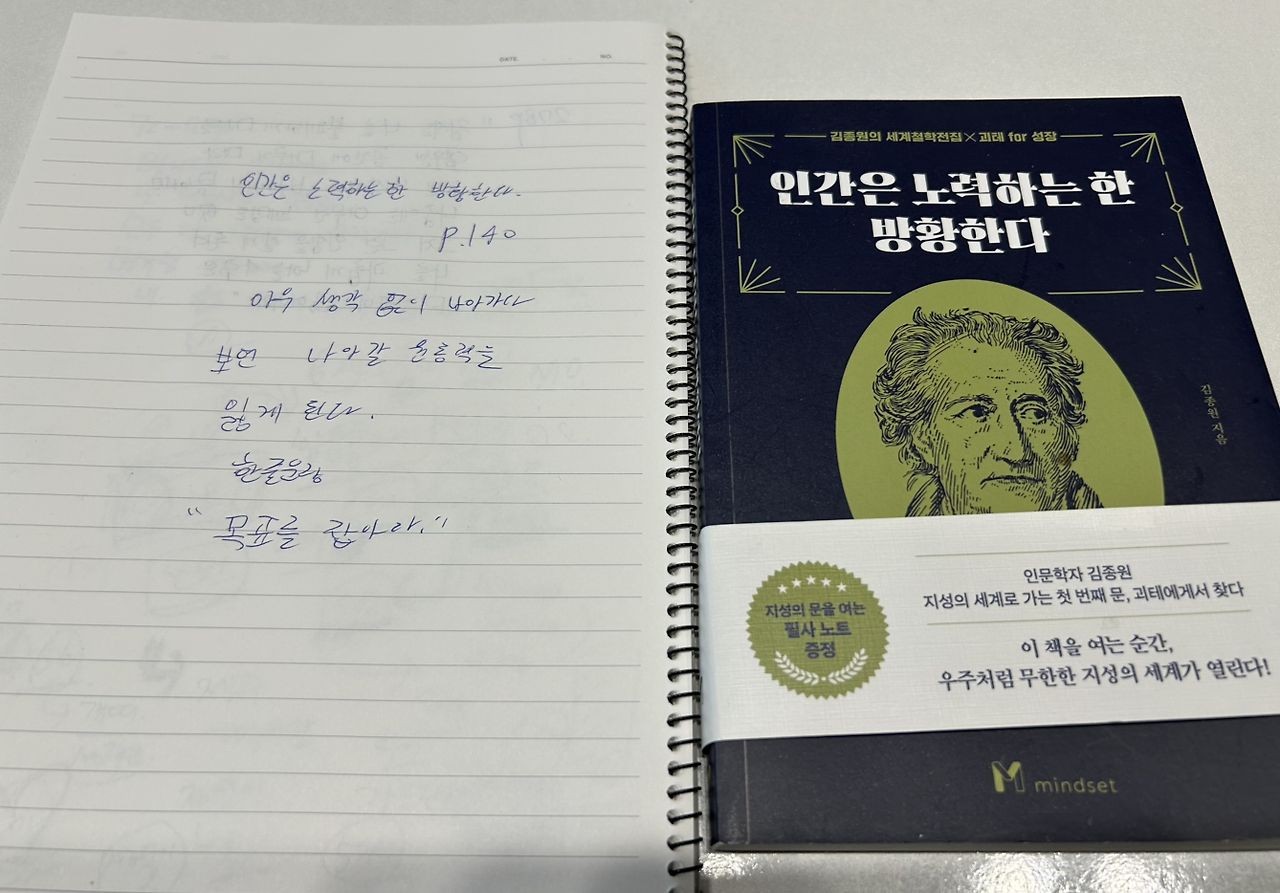 DATE.
NO.
인간은 노력하는 한 방황한다.
P.140
아무 생각 없이 나아가다
보면 나아갈 원동력을
잃게 된다.
"목표를 잡아라."
김종원의 세계철학전집×괴테 for 성장
인간은 노력하는 한
방황한다
김종원 지음
지성의 문을 여는
필사 노트
증정
인문학자 김종원
지성의 세계로 가는 첫 번째 문, 괴테에게서 찾다
이 책을 여는 순간,
우주처럼 무한한 지성의 세계가 열린다!
M mindset